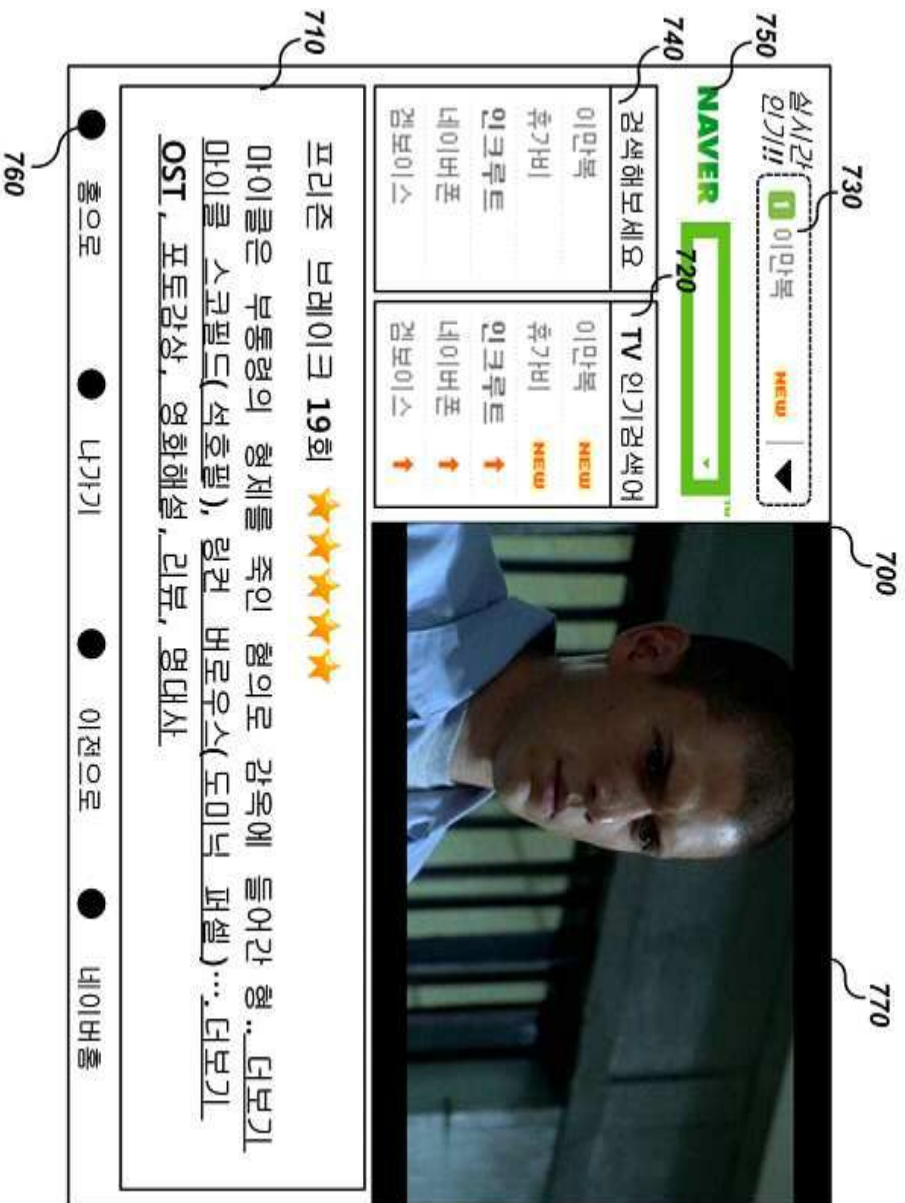 700
770
실시간 인기!!
730
1 이만복 NEW
750
NAVER
TM
740
검색해보세요
이만복
휴가비
인크루트
네이버폰
겜보이스
720
TV 인기검색어
이만복 NEW
휴가비 NEW
인크루트 ↑
네이버폰 ↑
겜보이스 ↑
710
프리즌 브레이크 19회 ★★★★★
마이클은 부통령의 형제를 죽인 혐의로 감옥에 들어간 형.. 더보기
마이클 스코필드(석호필), 링컨 버로우스(도미닉 퍼셀)... 더보기
OST , 포토감상, 영화해설, 리뷰, 명대사
760
● 홈으로 ● 나가기 ● 이전으로 ● 네이버홈